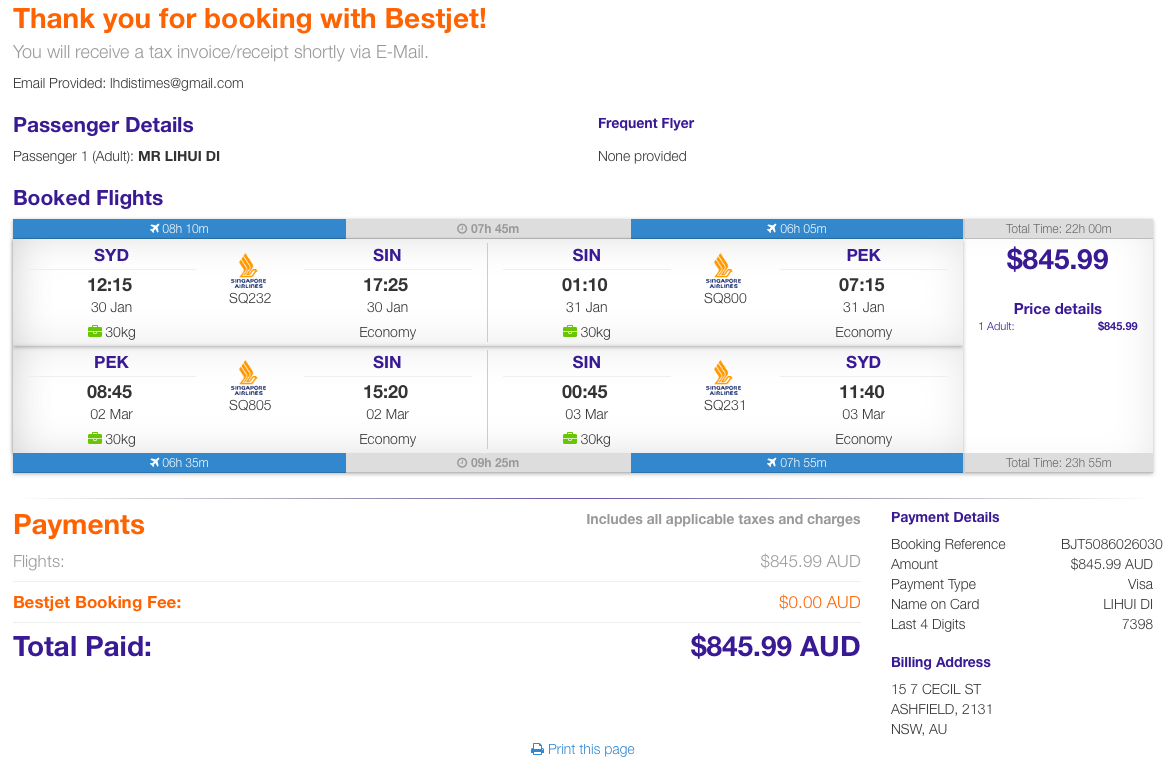 Thank you for booking with Bestjet!
You will receive a tax invoice/receipt shortly via E-Mail.
Email Provided: lhdistimes@gmail.com
Passenger Details
Frequent Flyer
Passenger 1 (Adult): MR LIHUI DI
None provided
Booked Flights
08h 10m 07h 45m 06h 05m Total Time: 22h 00m
SYD SIN SIN PEK $845.99
SINGAPORE AIRLINES SINGAPORE AIRLINES
12:15 17:25 01:10 07:15
SQ232 SQ800
30 Jan 30 Jan 31 Jan 31 Jan Price details
30kg Economy 30kg Economy 1 Adult: $845.99
PEK SIN SIN SYD
SINGAPORE AIRLINES SINGAPORE AIRLINES
08:45 15:20 00:45 11:40
SQ805 SQ231
02 Mar 02 Mar 03 Mar 03 Mar
30kg Economy 30kg Economy
06h 35m 09h 25m 07h 55m Total Time: 23h 55m
Payments Includes all applicable taxes and charges
Flights: $845.99 AUD
Bestjet Booking Fee: $0.00 AUD
Total Paid: $845.99 AUD
Payment Details
Booking Reference BJT5086026030
Amount $845.99 AUD
Payment Type Visa
Name on Card LIHUI DI
Last 4 Digits 7398
Billing Address
15 7 CECIL ST
ASHFIELD, 2131
NSW, AU
Print this page